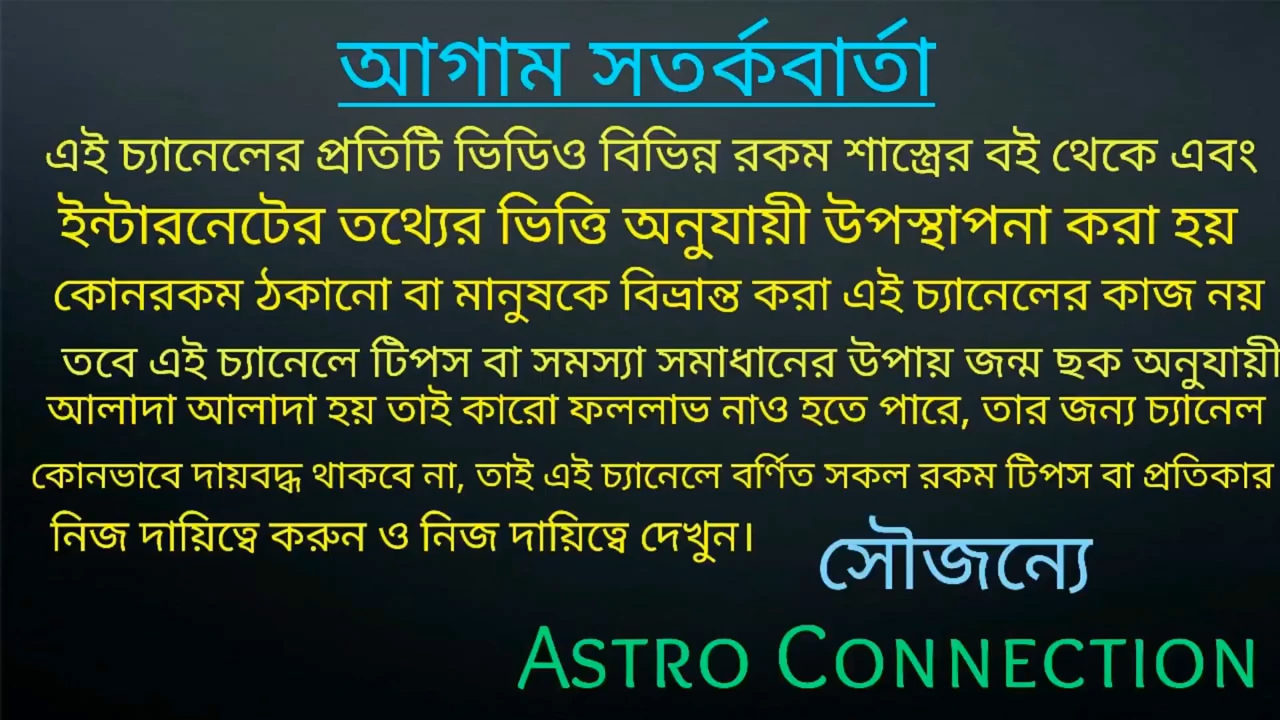 আগাম সতর্কবার্তা
এই চ্যানেলের প্রতিটি ভিডিও বিভিন্ন রকম শাস্ত্রের বই থেকে এবং
ইন্টারনেটের তথ্যের ভিত্তি অনুযায়ী উপস্থাপনা করা হয়
কোনরকম ঠকানো বা মানুষকে বিভ্রান্ত করা এই চ্যানেলের কাজ নয়
তবে এই চ্যানেলে টিপস বা সমস্যা সমাধানের উপায় জন্ম ছক অনুযায়ী
আলাদা আলাদা হয় তাই কারো ফললাভ নাও হতে পারে, তার জন্য চ্যানেল
কোনভাবে দায়বদ্ধ থাকবে না, তাই এই চ্যানেলে বর্ণিত সকল রকম টিপস বা প্রতিকার
নিজ দায়িত্বে করুন ও নিজ দায়িত্বে দেখুন।
সৌজন্যে
ASTRO CONNECTION